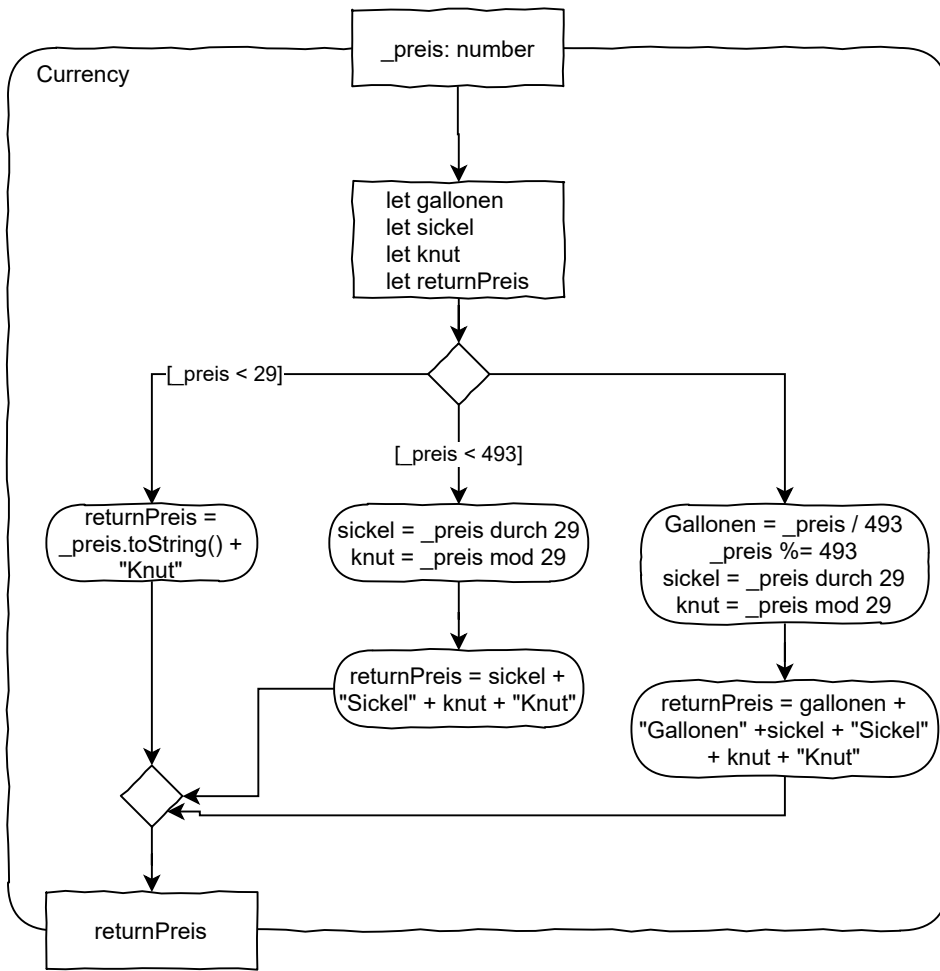 _preis: number
Currency
let gallonen
let sickel
let knut
let returnPreis
[_preis < 29]
[_preis < 493]
returnPreis =
_preis.toString() +
"Knut"
sickel = _preis durch 29
knut = _preis mod 29
Gallonen = _preis / 493
_preis %= 493
sickel = _preis durch 29
knut = _preis mod 29
returnPreis = sickel +
"Sickel" + knut + "Knut"
returnPreis = gallonen +
"Gallonen" +sickel + "Sickel"
+ knut + "Knut"
returnPreis